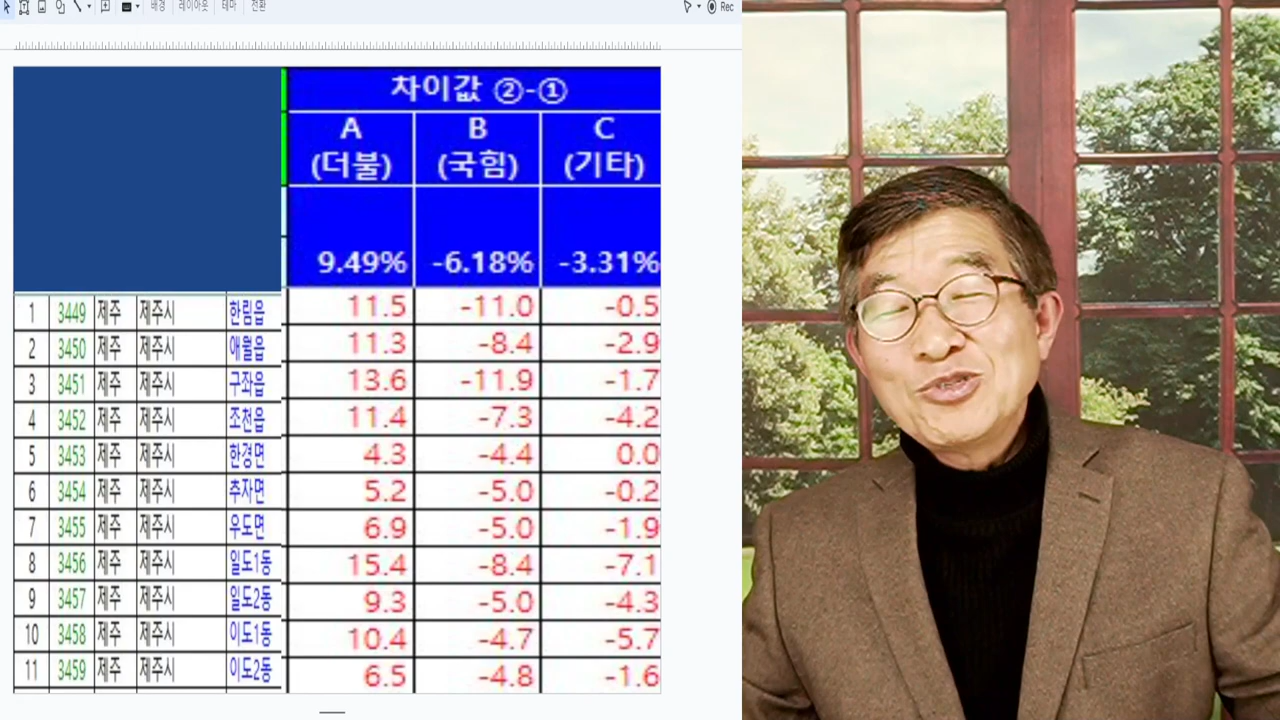 배경 레이아웃 테마 전환 Rec
차이값 ②-①
A B C
(더불) (국힘) (기타)
9.49% -6.18% -3.31%
1 3449 제주 제주시 한림읍 11.5 -11.0 -0.5
2 3450 제주 제주시 애월읍 11.3 -8.4 -2.9
3 3451 제주 제주시 구좌읍 13.6 -11.9 -1.7
4 3452 제주 제주시 조천읍 11.4 -7.3 -4.2
5 3453 제주 제주시 한경면 4.3 -4.4 0.0
6 3454 제주 제주시 추자면 5.2 -5.0 -0.2
7 3455 제주 제주시 우도면 6.9 -5.0 -1.9
8 3456 제주 제주시 일도1동 15.4 -8.4 -7.1
9 3457 제주 제주시 일도2동 9.3 -5.0 -4.3
10 3458 제주 제주시 이도1동 10.4 -4.7 -5.7
11 3459 제주 제주시 이도2동 6.5 -4.8 -1.6